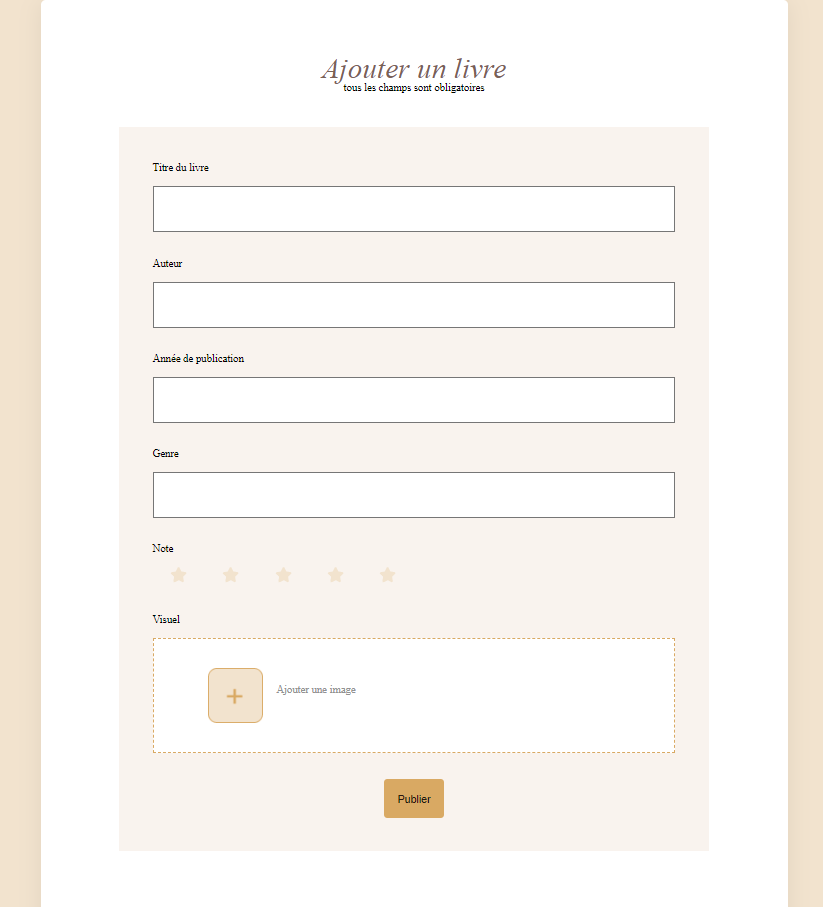 Ajouter un livre
tous les champs sont obligatoires
Titre du livre
Auteur
Année de publication
Genre
Note
Visuel
Ajouter une image
Publier